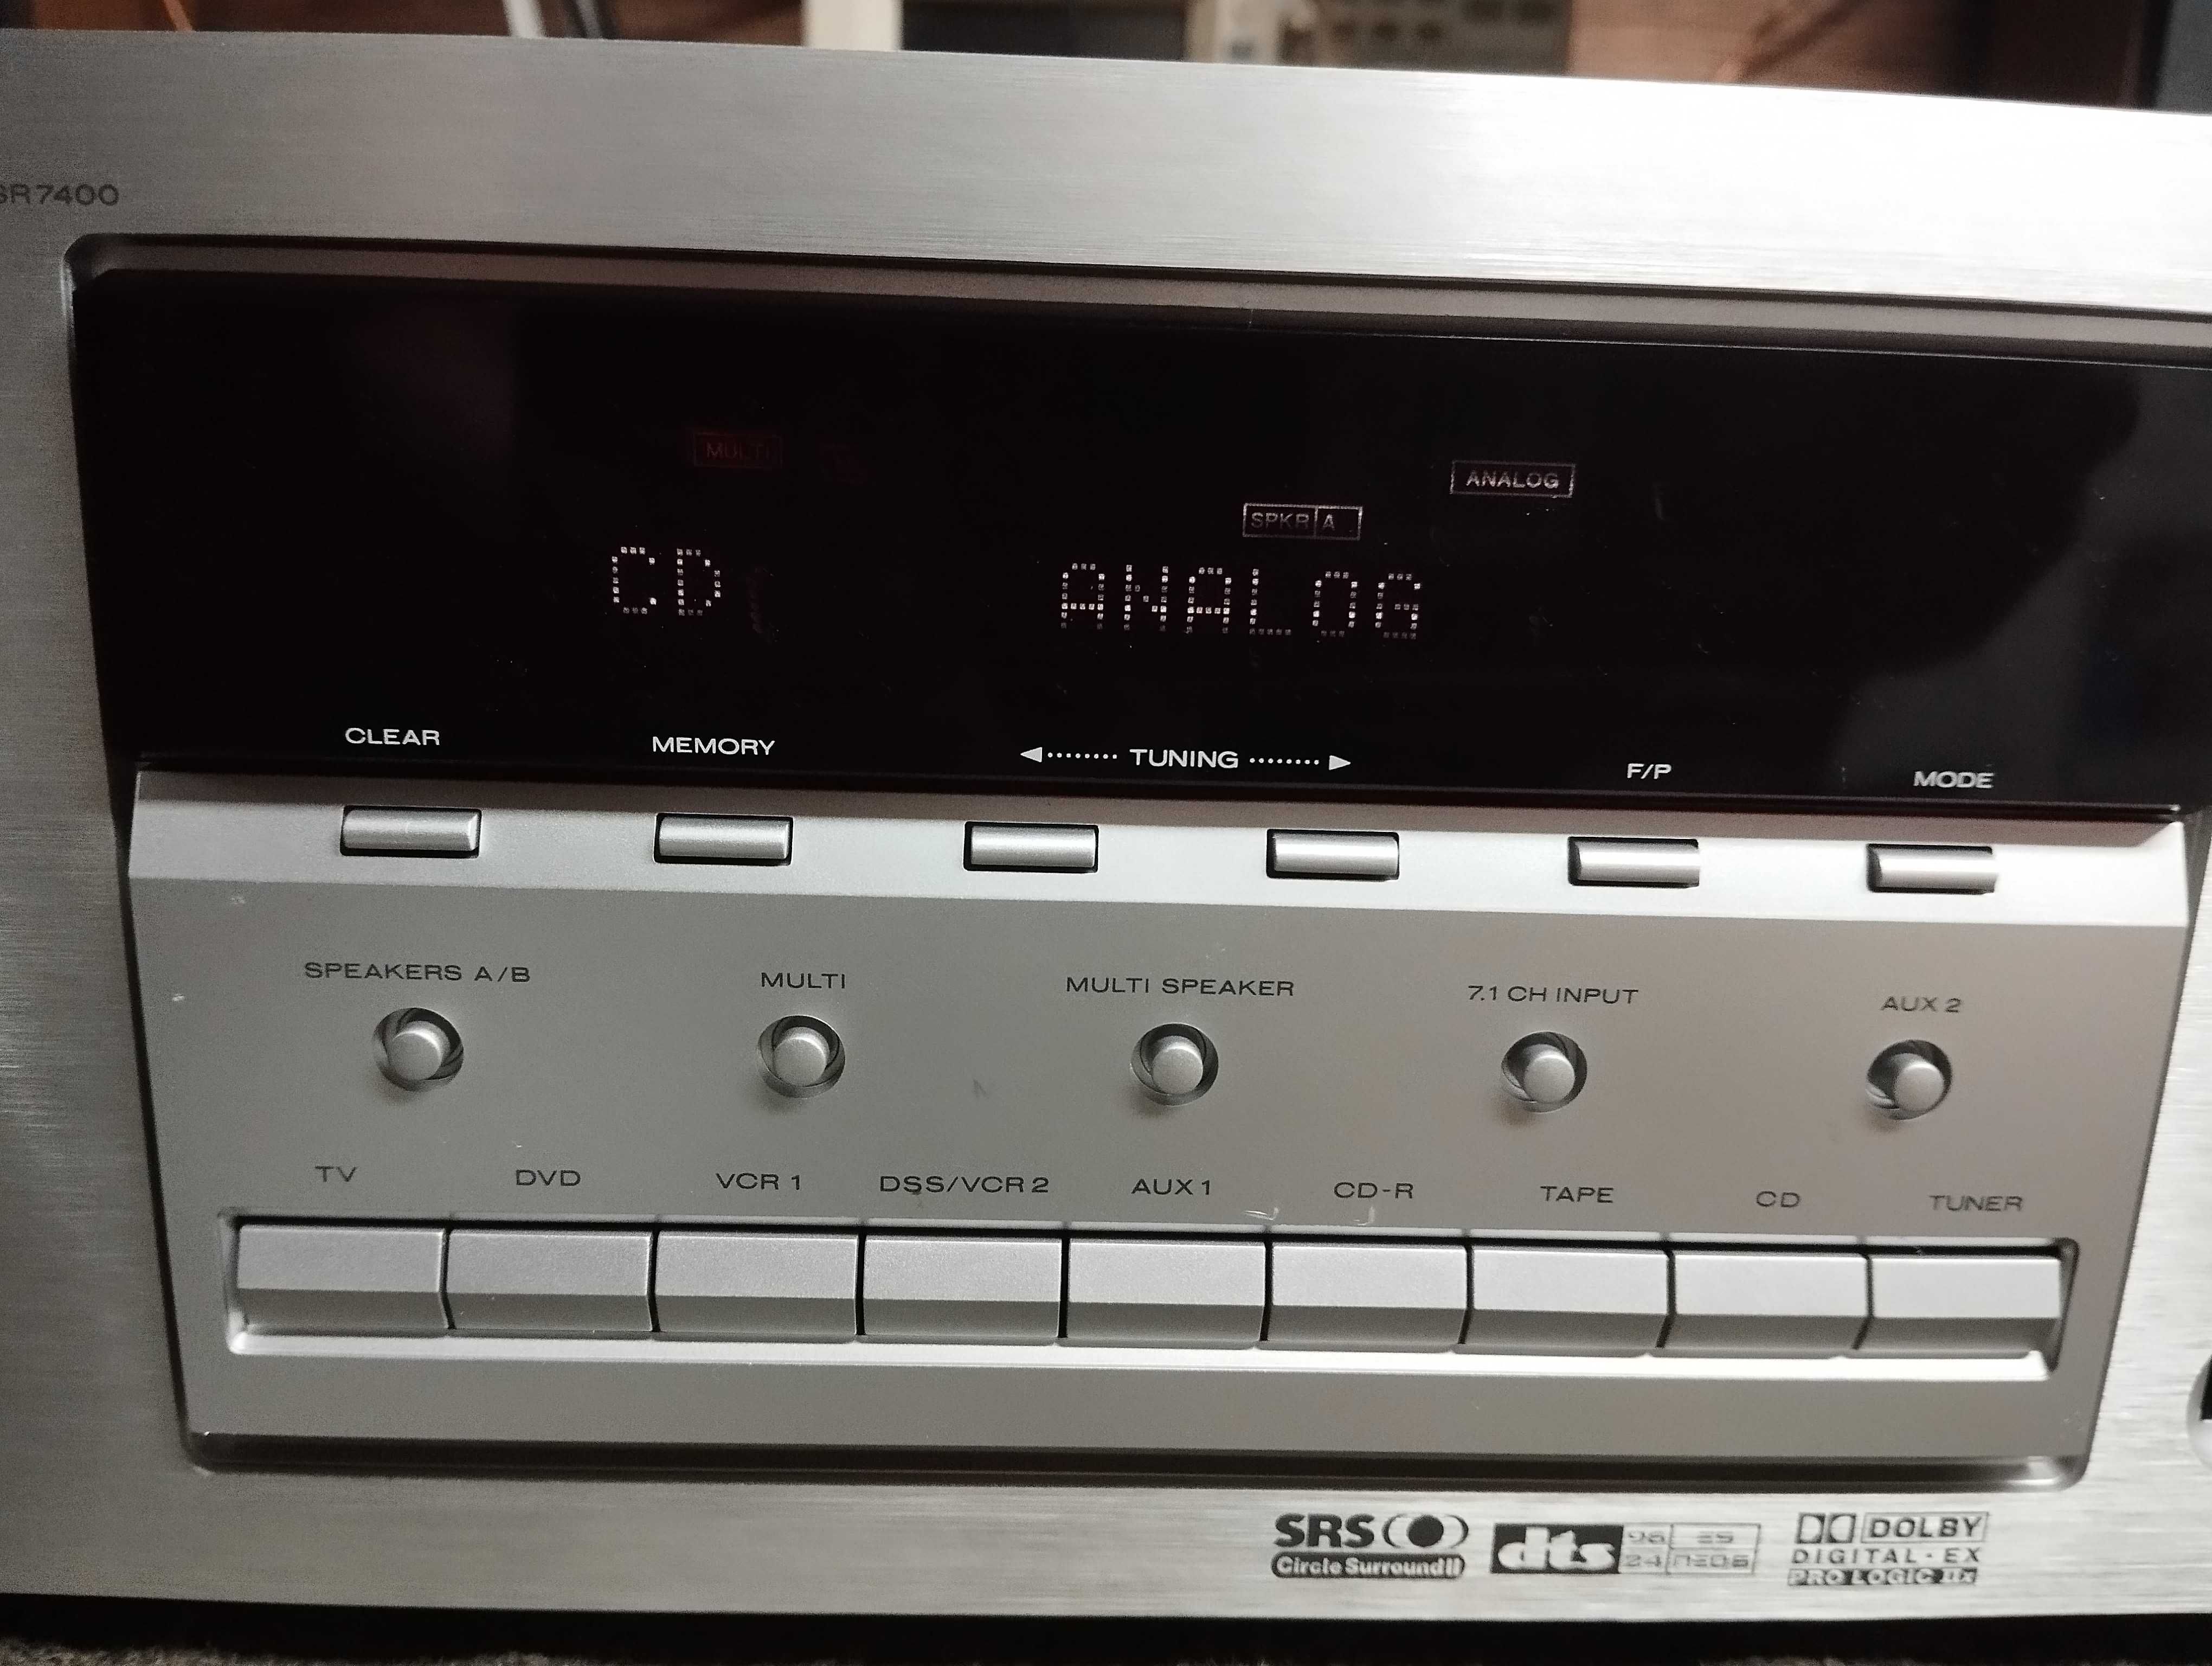 SR7400
MULTI
ANALOG
SPKR A
CD ANALOG
CLEAR MEMORY TUNING F/P MODE
SPEAKERS A/B MULTI MULTI SPEAKER 7.1 CH INPUT AUX 2
TV DVD VCR 1 DSS/VCR 2 AUX 1 CD-R TAPE CD TUNER
SRS
Circle Surround II
dts 96 ES
24 NEO:6
DOLBY
DIGITAL·EX
PRO LOGIC IIx